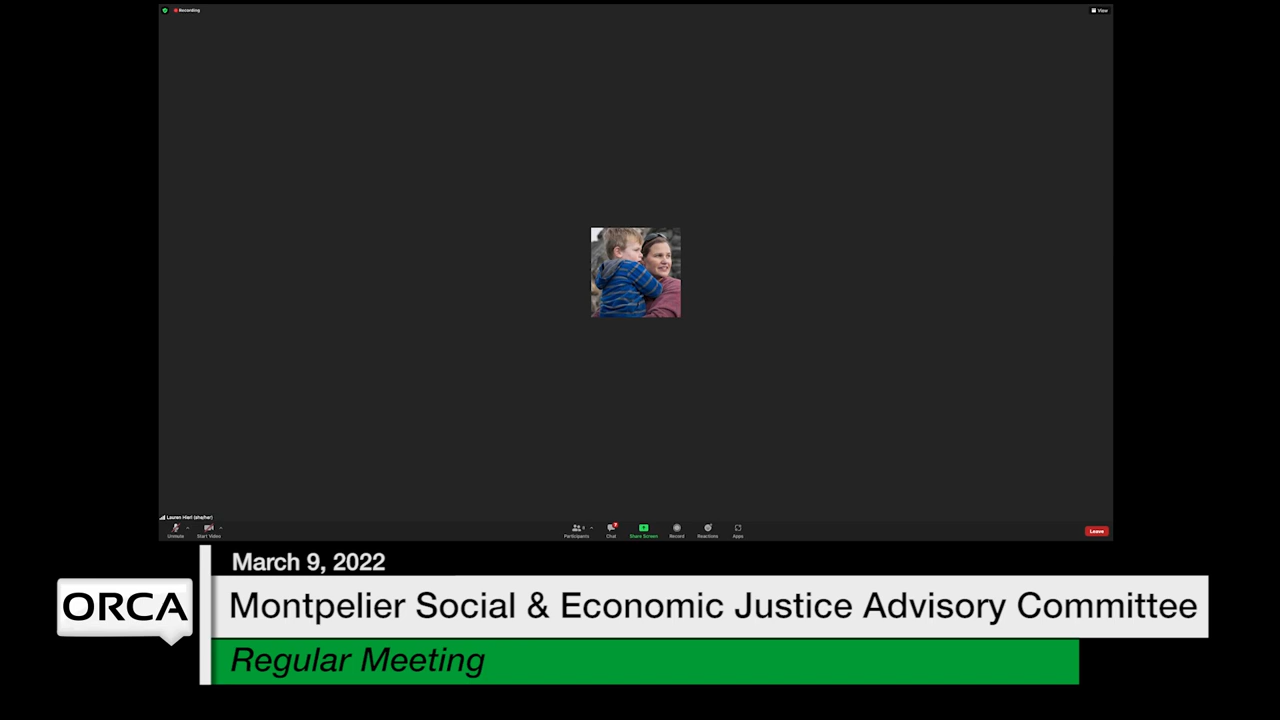 Recording
View
Lauren Hierl (she/her)
Unmute
Start Video
Participants
8
Chat
Share Screen
Record
Reactions
Apps
Leave
March 9, 2022
ORCA
Montpelier Social & Economic Justice Advisory Committee
Regular Meeting